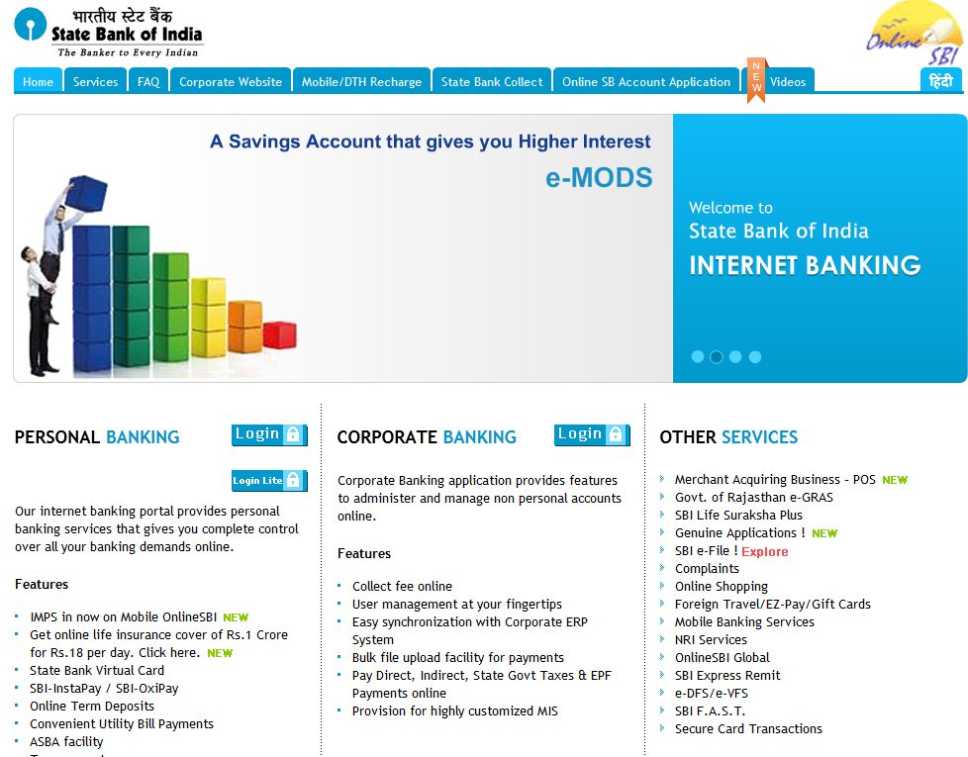 भारतीय स्टेट बैंक
State Bank of India
The Banker to Every Indian
Online
SBI
Home
Services
FAQ
Corporate Website
Mobile/DTH Recharge
State Bank Collect
Online SB Account Application
NEW
Videos
हिंदी
A Savings Account that gives you Higher Interest
e-MODS
Welcome to
State Bank of India
INTERNET BANKING
PERSONAL BANKING
Login
Login Lite
Our internet banking portal provides personal
banking services that gives you complete control
over all your banking demands online.
Features
IMPS in now on Mobile OnlineSBI NEW
Get online life insurance cover of Rs.1 Crore
for Rs.18 per day. Click here. NEW
State Bank Virtual Card
SBI-InstaPay / SBI-OxiPay
Online Term Deposits
Convenient Utility Bill Payments
ASBA facility
CORPORATE BANKING
Login
Corporate Banking application provides features
to administer and manage non personal accounts
online.
Features
Collect fee online
User management at your fingertips
Easy synchronization with Corporate ERP
System
Bulk file upload facility for payments
Pay Direct, Indirect, State Govt Taxes & EPF
Payments online
Provision for highly customized MIS
OTHER SERVICES
Merchant Acquiring Business - POS NEW
Govt. of Rajasthan e-GRAS
SBI Life Suraksha Plus
Genuine Applications ! NEW
SBI e-File ! Explore
Complaints
Online Shopping
Foreign Travel/EZ-Pay/Gift Cards
Mobile Banking Services
NRI Services
OnlineSBI Global
SBI Express Remit
e-DFS/e-VFS
SBI F.A.S.T.
Secure Card Transactions